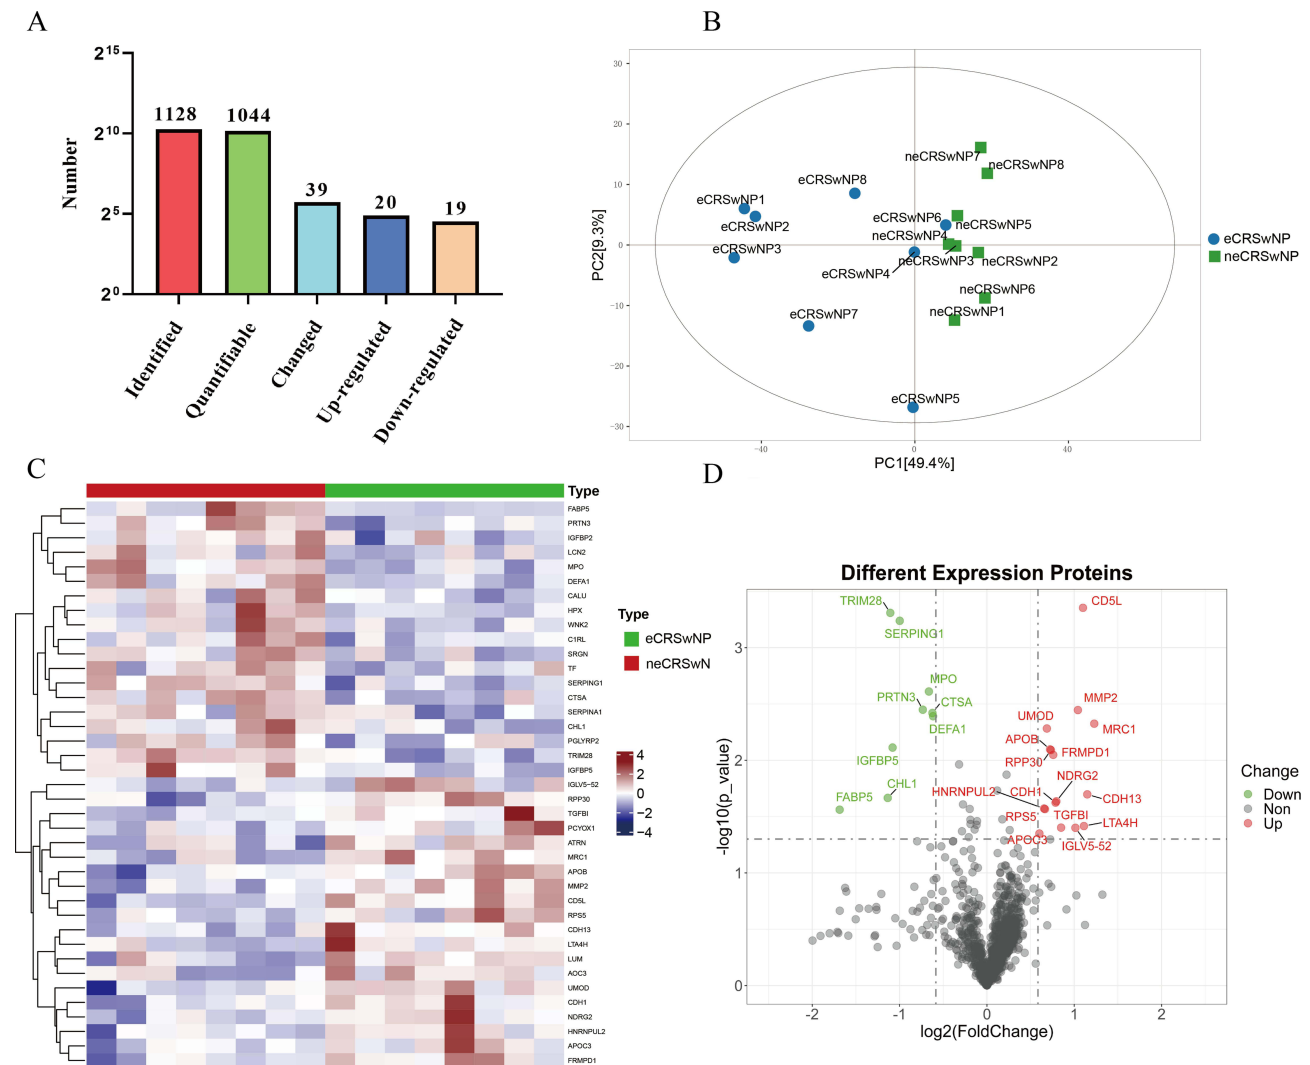 A
2^15
2^10
2^5
2^0
Number
1128
1044
39
20
19
Identified
Quantifiable
Changed
Up-regulated
Down-regulated
B
30
20
10
0
-10
-20
-30
PC2[9.3%]
-40
0
40
PC1[49.4%]
neCRSwNP7
neCRSwNP8
eCRSwNP8
eCRSwNP1
eCRSwNP2
eCRSwNP3
eCRSwNP6
neCRSwNP5
neCRSwNP4
neCRSwNP3
neCRSwNP2
eCRSwNP4
neCRSwNP6
neCRSwNP1
eCRSwNP7
eCRSwNP5
eCRSwNP
neCRSwNP
C
Type
FABP5
PRTN3
IGFBP2
LCN2
MPO
DEFA1
CALU
HPX
WNK2
C1RL
SRGN
TF
SERPING1
CTSA
SERPINA1
CHL1
PGLYRP2
TRIM28
IGFBP5
IGLV5-52
RPP30
TGFBI
PCYOX1
ATRN
MRC1
APOB
MMP2
CD5L
RPS5
CDH13
LTA4H
LUM
AOC3
UMOD
CDH1
NDRG2
HNRNPUL2
APOC3
FRMPD1
Type
eCRSwNP
neCRSwN
4
2
0
-2
-4
D
Different Expression Proteins
TRIM28
SERPING1
CD5L
MPO
PRTN3
CTSA
DEFA1
IGFBP5
CHL1
FABP5
MMP2
UMOD
MRC1
APOB
FRMPD1
RPP30
NDRG2
HNRNPUL2
CDH1
CDH13
RPS5
TGFBI
LTA4H
APOC3
IGLV5-52
3
2
1
0
-log10(p_value)
-2
-1
0
1
2
log2(FoldChange)
Change
Down
Non
Up